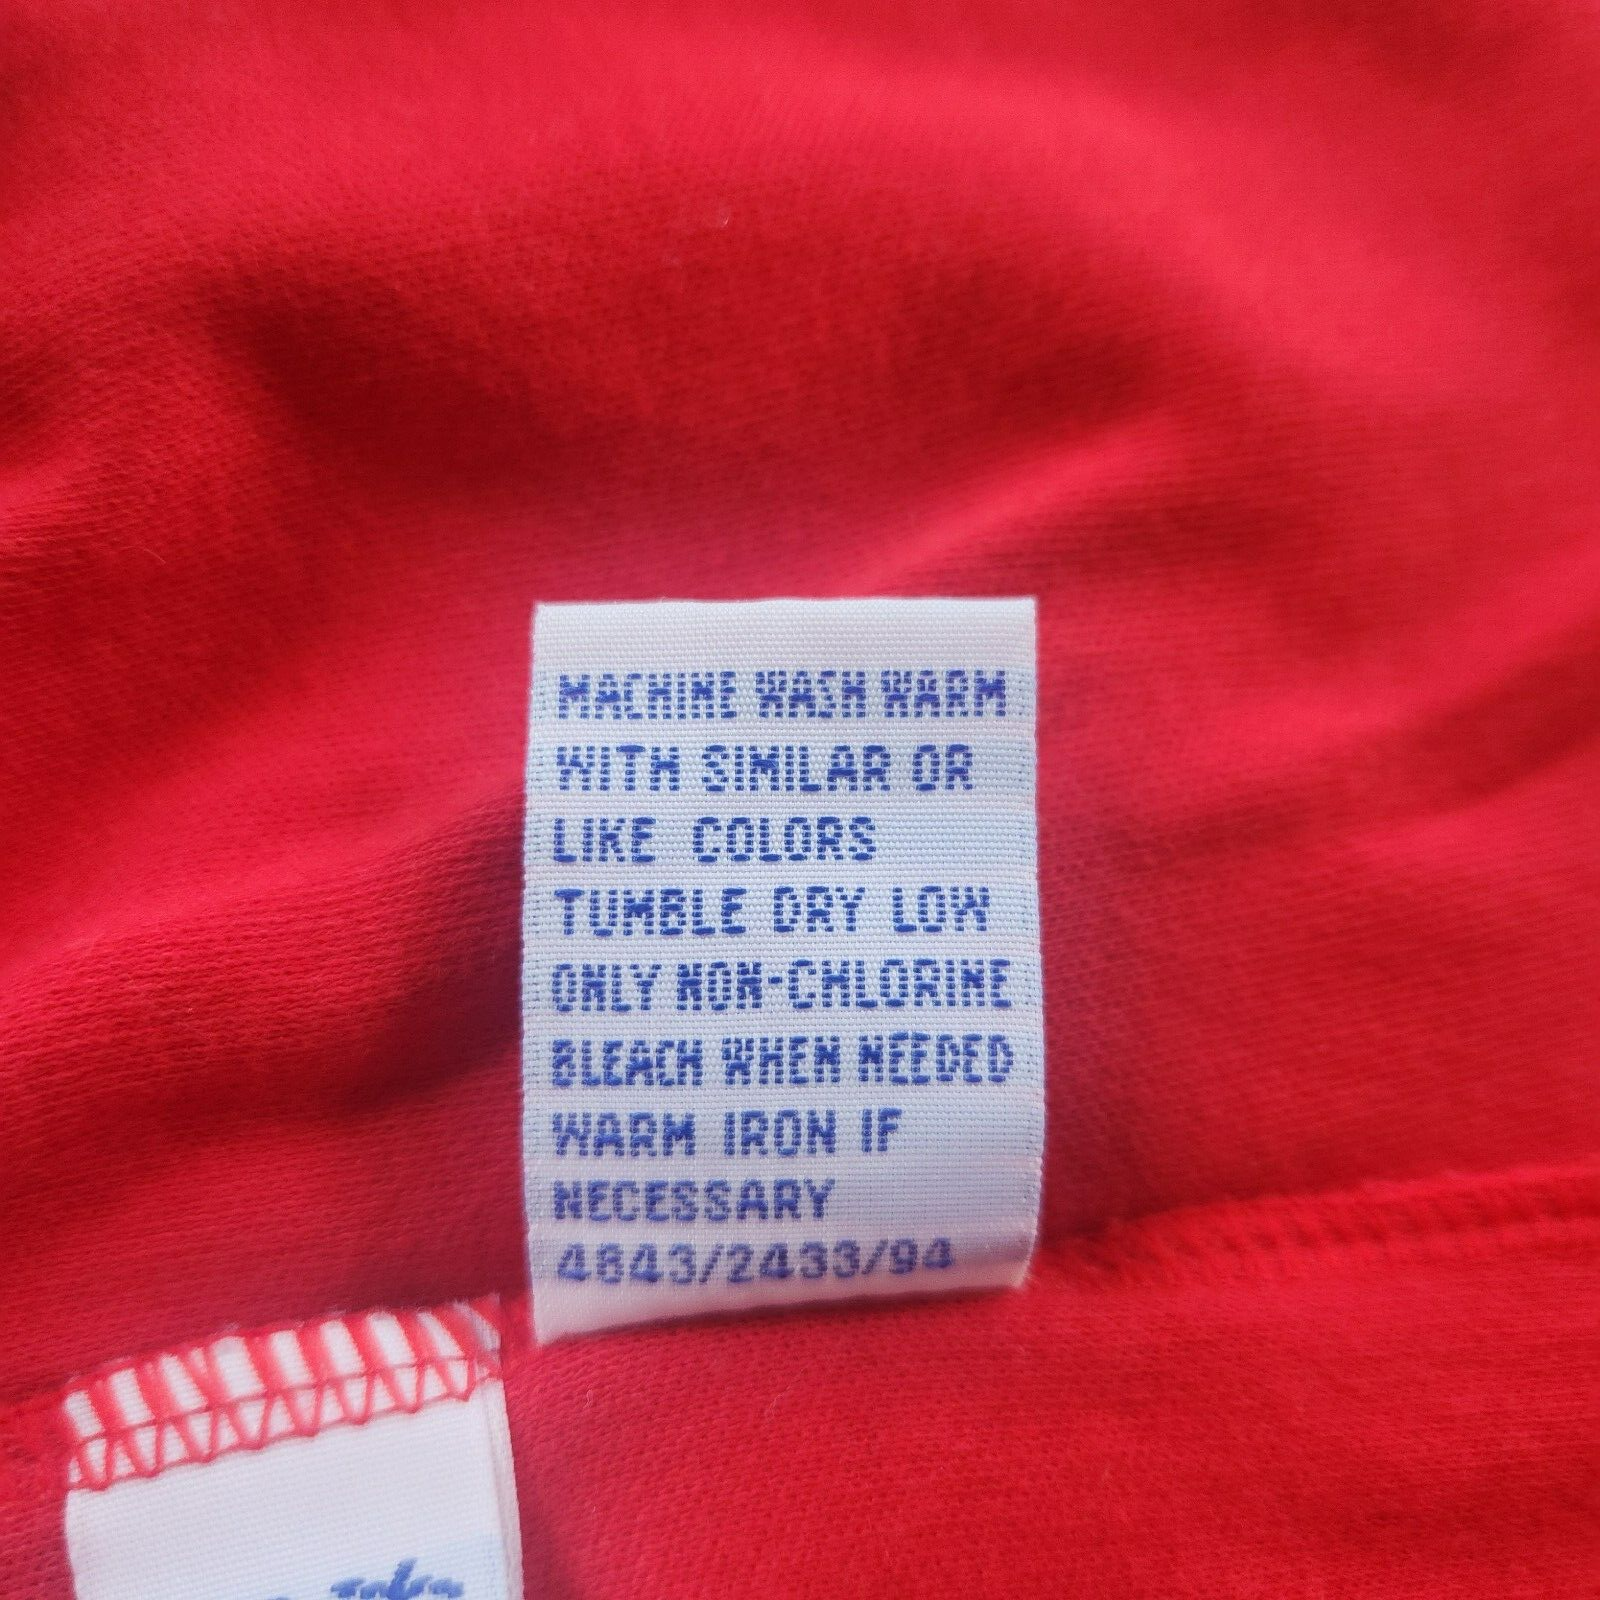 MACHINE WASH WARM
WITH SIMILAR OR
LIKE COLORS
TUMBLE DRY LOW
ONLY NON-CHLORINE
BLEACH WHEN NEEDED
WARM IRON IF
NECESSARY
4843/2433/94